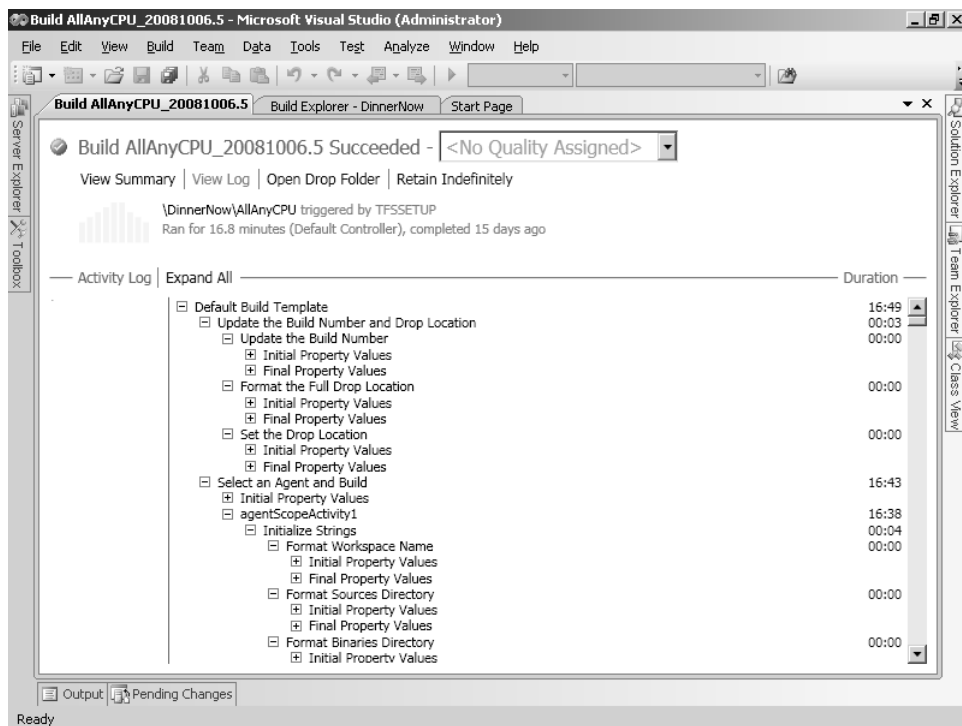 Build AllAnyCPU_20081006.5 - Microsoft Visual Studio (Administrator)
File Edit View Build Team Data Tools Test Analyze Window Help
Build AllAnyCPU_20081006.5 Build Explorer - DinnerNow Start Page
Server Explorer
Toolbox
Solution Explorer
Team Explorer
Class View
Build AllAnyCPU_20081006.5 Succeeded - <No Quality Assigned>
View Summary | View Log | Open Drop Folder | Retain Indefinitely
\DinnerNow\AllAnyCPU triggered by TFSSETUP
Ran for 16.8 minutes (Default Controller), completed 15 days ago
Activity Log | Expand All Duration
Default Build Template 16:49
Update the Build Number and Drop Location 00:03
Update the Build Number 00:00
Initial Property Values
Final Property Values
Format the Full Drop Location 00:00
Initial Property Values
Final Property Values
Set the Drop Location 00:00
Initial Property Values
Final Property Values
Select an Agent and Build 16:43
Initial Property Values
agentScopeActivity1 16:38
Initialize Strings 00:04
Format Workspace Name 00:00
Initial Property Values
Final Property Values
Format Sources Directory 00:00
Initial Property Values
Final Property Values
Format Binaries Directory 00:00
Initial Property Values
Output Pending Changes
Ready